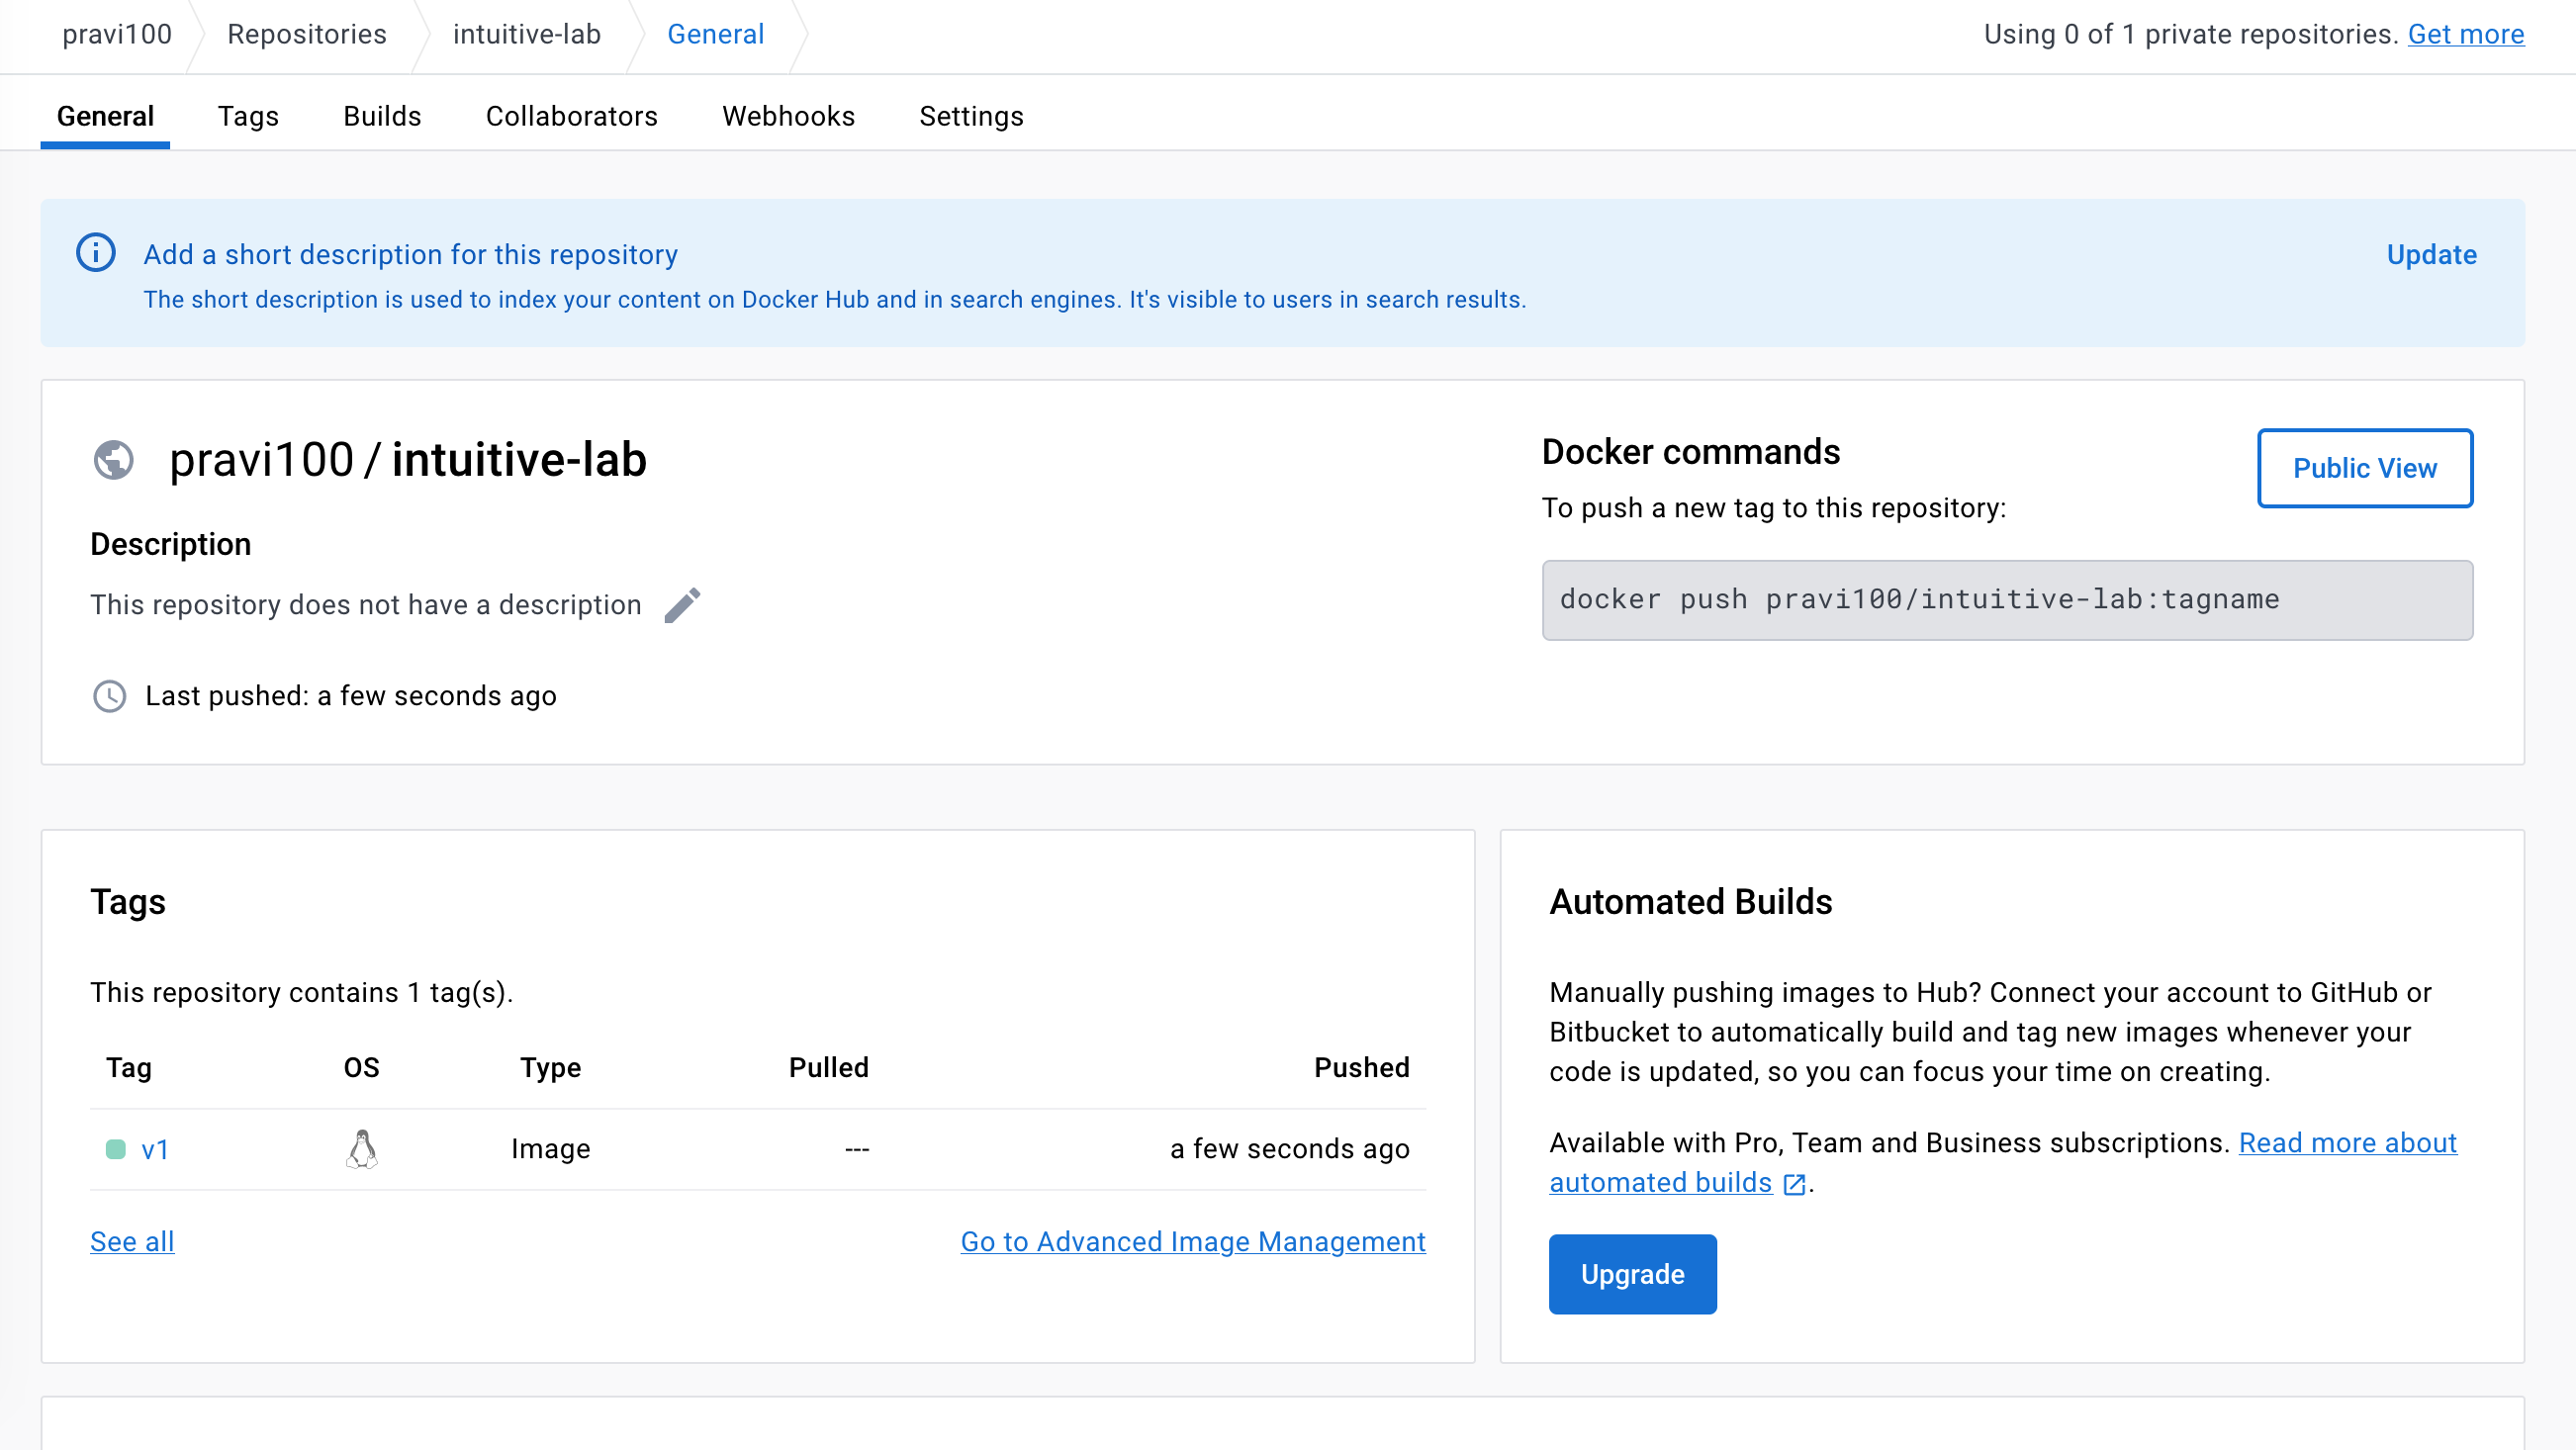 pravi100 Repositories intuitive-lab General Using 0 of 1 private repositories. Get more
General Tags Builds Collaborators Webhooks Settings
Add a short description for this repository Update
The short description is used to index your content on Docker Hub and in search engines. It's visible to users in search results.
pravi100 / intuitive-lab
Description
This repository does not have a description
Last pushed: a few seconds ago
Docker commands
Public View
To push a new tag to this repository:
docker push pravi100/intuitive-lab:tagname
Tags
This repository contains 1 tag(s).
Tag OS Type Pulled Pushed
v1 Image --- a few seconds ago
See all Go to Advanced Image Management
Automated Builds
Manually pushing images to Hub? Connect your account to GitHub or
Bitbucket to automatically build and tag new images whenever your
code is updated, so you can focus your time on creating.
Available with Pro, Team and Business subscriptions. Read more about
automated builds .
Upgrade